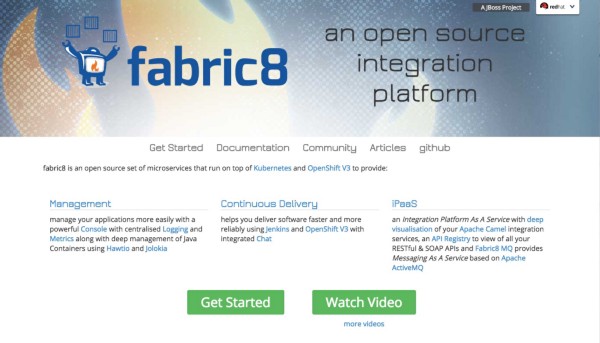 A JBoss Project
redhat
fabric8
an open source
integration
platform
Get Started Documentation Community Articles github
fabric8 is an open source set of microservices that run on top of Kubernetes and OpenShift V3 to provide:
Management
manage your applications more easily with a
powerful Console with centralised Logging and
Metrics along with deep management of Java
Containers using Hawtio and Jolokia
Continuous Delivery
helps you deliver software faster and more
reliably using Jenkins and OpenShift V3 with
integrated Chat
iPaaS
an Integration Platform As A Service with deep
visualisation of your Apache Camel integration
services, an API Registry to view of all your
RESTful & SOAP APIs and Fabric8 MQ provides
Messaging As A Service based on Apache
ActiveMQ
Get Started
Watch Video
more videos